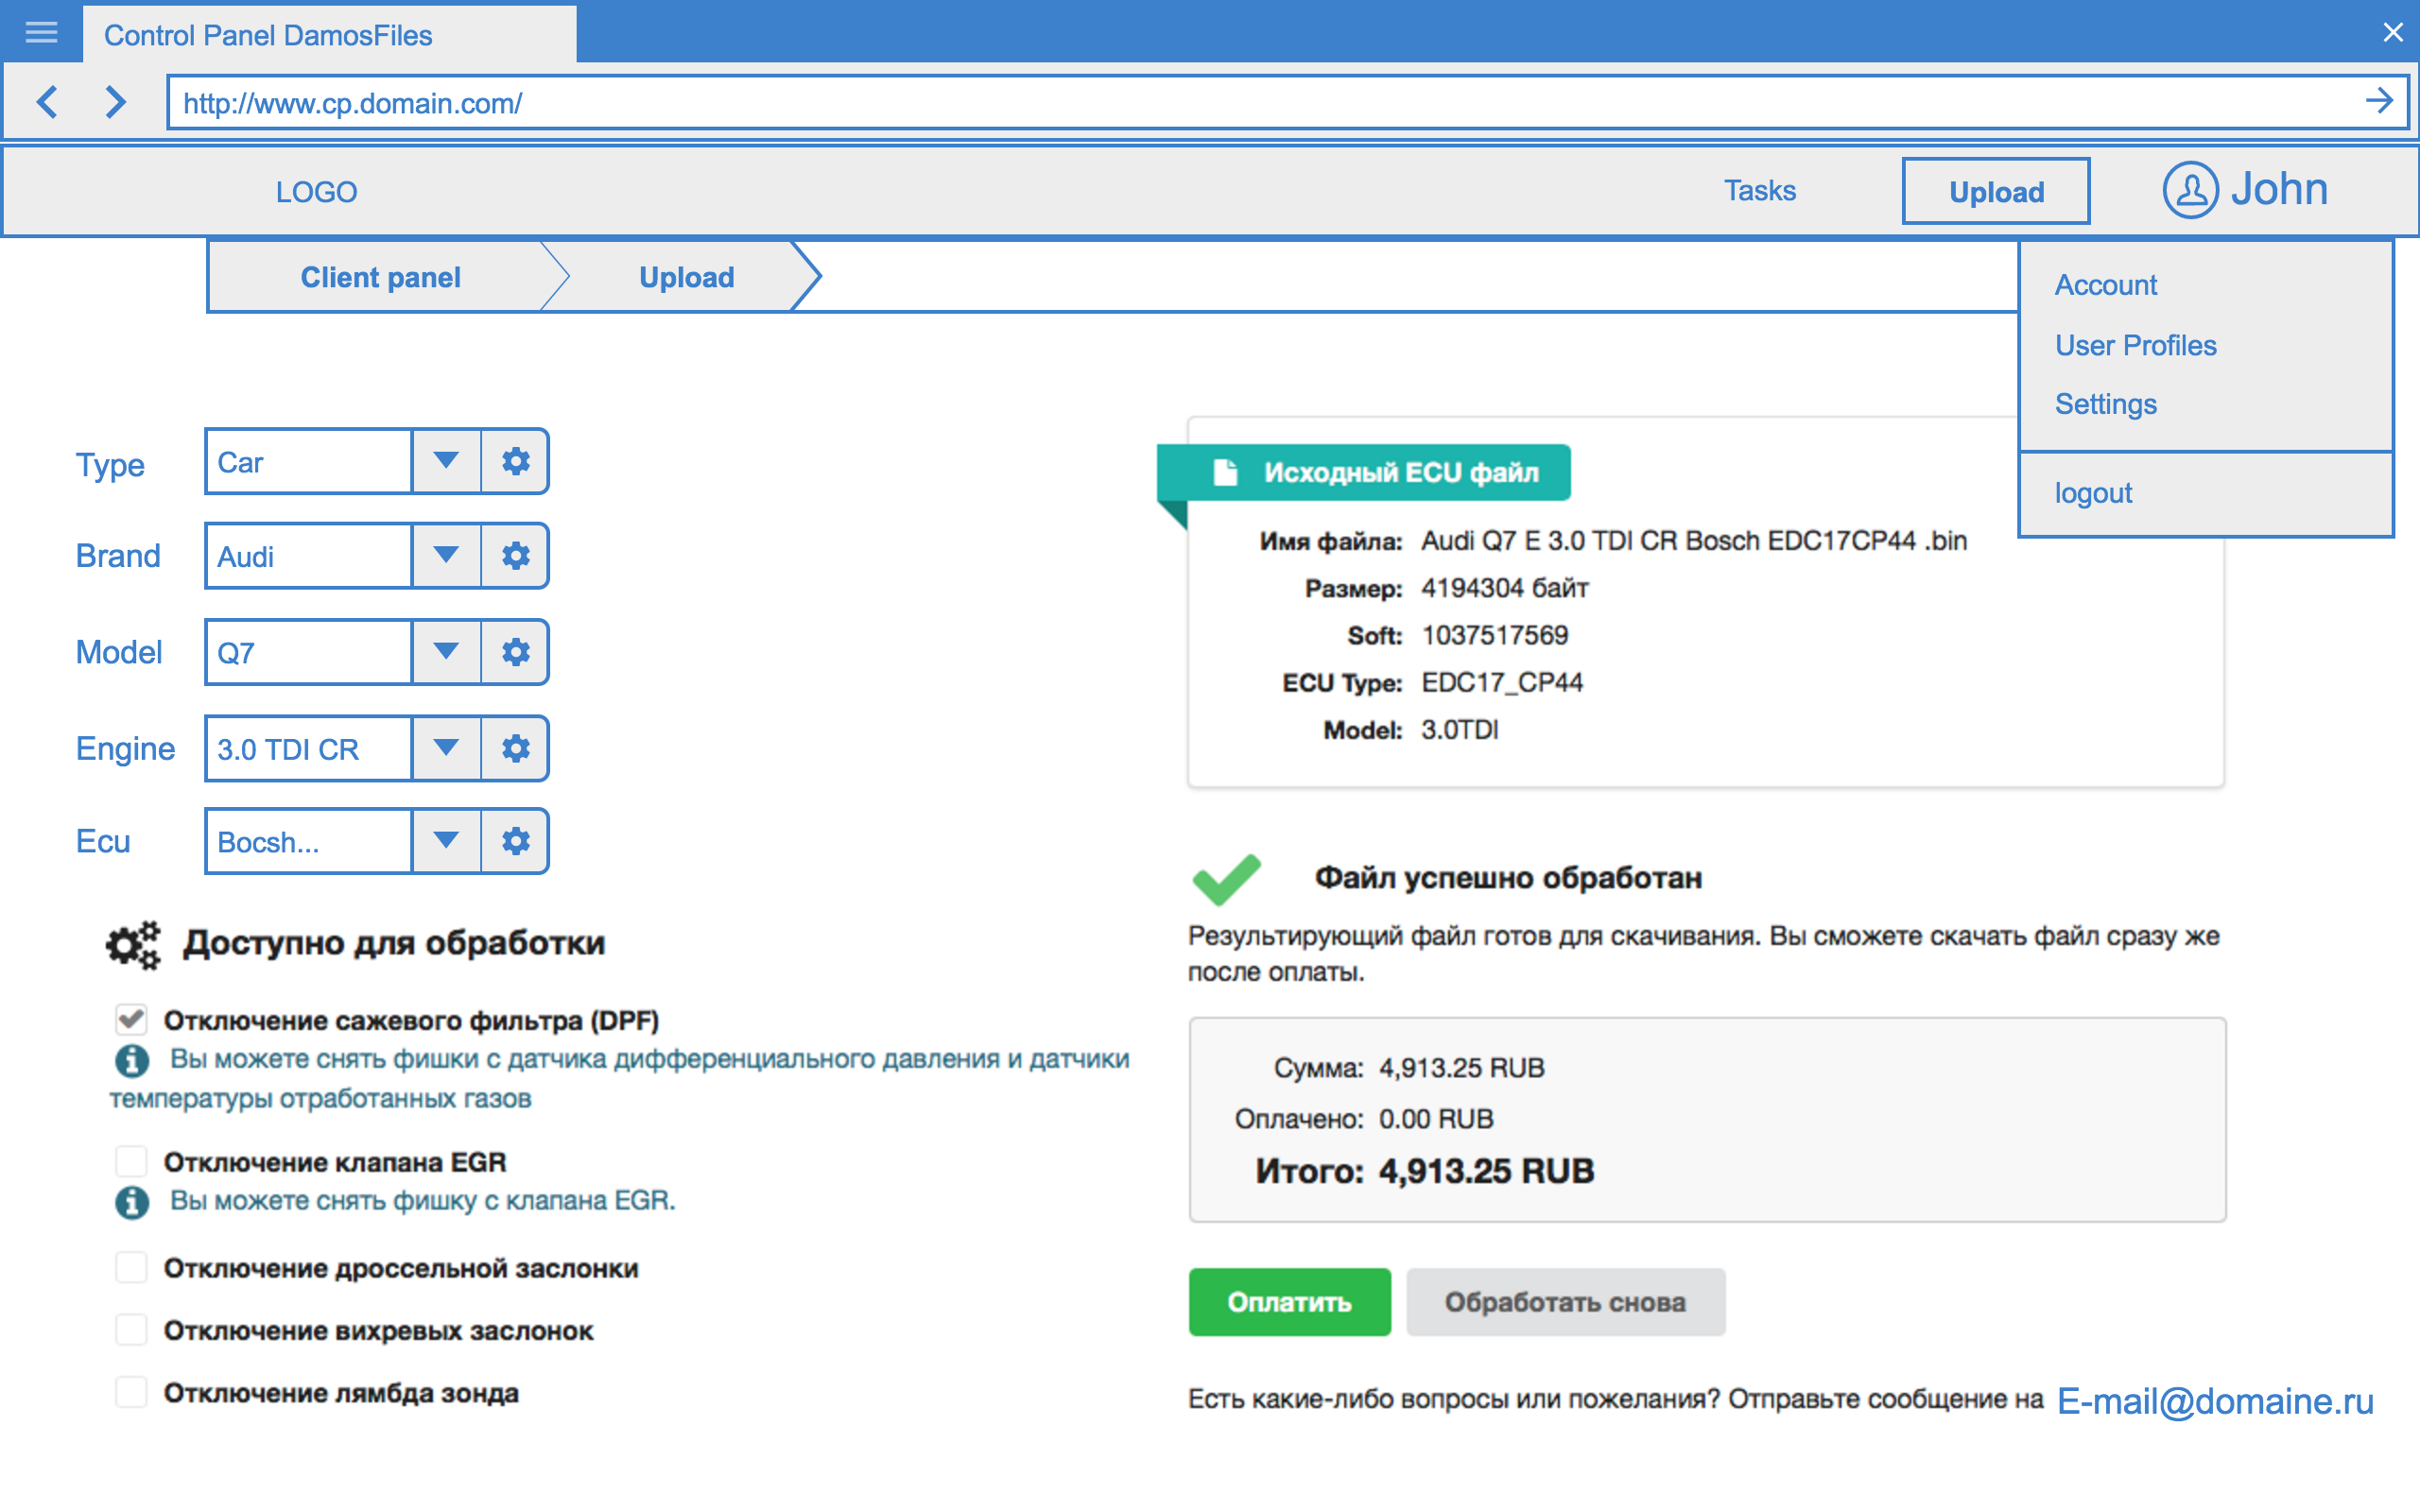 Control Panel DamosFiles
http://www.cp.domain.com/
LOGO
Tasks
Upload
John
Client panel
Upload
Account
User Profiles
Settings
logout
Type
Car
Brand
Audi
Model
Q7
Engine
3.0 TDI CR
Ecu
Bocsh...
Доступно для обработки
Отключение сажевого фильтра (DPF)
Вы можете снять фишки с датчика дифференциального давления и датчики
температуры отработанных газов
Отключение клапана EGR
Вы можете снять фишку с клапана EGR.
Отключение дроссельной заслонки
Отключение вихревых заслонок
Отключение лямбда зонда
Исходный ECU файл
Имя файла: Audi Q7 E 3.0 TDI CR Bosch EDC17CP44 .bin
Размер: 4194304 байт
Soft: 1037517569
ECU Type: EDC17_CP44
Model: 3.0TDI
Файл успешно обработан
Результирующий файл готов для скачивания. Вы сможете скачать файл сразу же
после оплаты.
Сумма: 4,913.25 RUB
Оплачено: 0.00 RUB
Итого: 4,913.25 RUB
Оплатить
Обработать снова
Есть какие-либо вопросы или пожелания? Отправьте сообщение на E-mail@domaine.ru